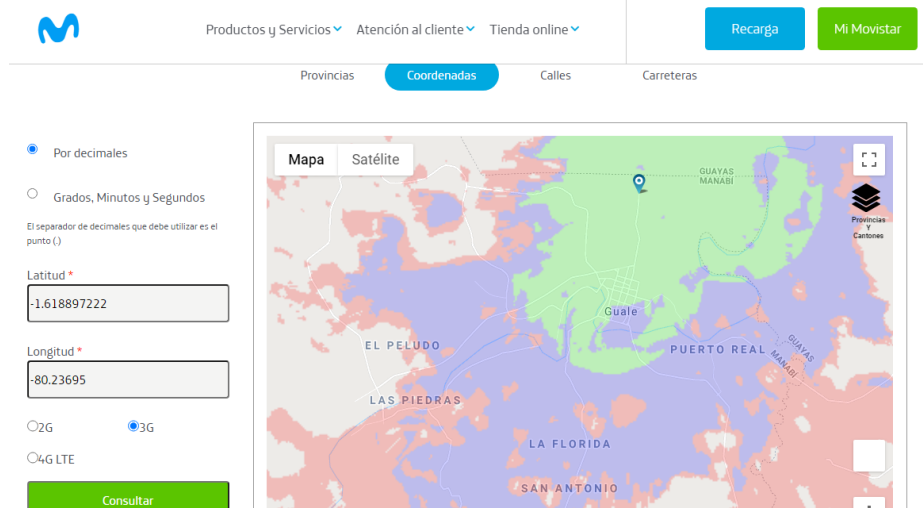 Productos y Servicios
Atención al cliente
Tienda online
Recarga
Mi Movistar
Provincias
Coordenadas
Calles
Carreteras
Por decimales
Grados, Minutos y Segundos
El separador de decimales que debe utilizar es el
punto (.)
Latitud *
-1.618897222
Longitud *
-80.23695
2G
3G
4G LTE
Consultar
Mapa
Satélite
GUAYAS
MANABÍ
Provincias
Y
Cantones
Guale
EL PELUDO
PUERTO REAL
GUAYAS
MANABÍ
LAS PIEDRAS
LA FLORIDA
SAN ANTONIO